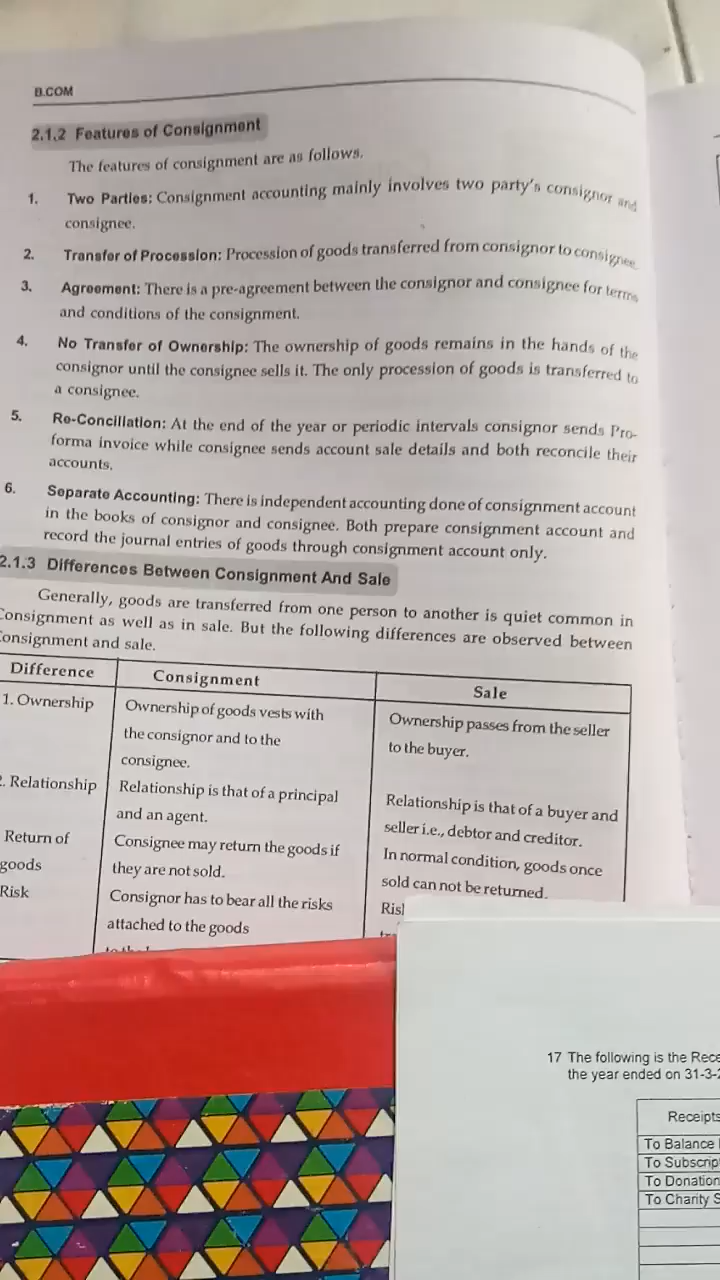 B.COM
2.1.2 Features of Consignment
The features of consignment are as follows.
1. Two Parties: Consignment accounting mainly involves two party's consignor and
consignee.
2. Transfer of Procession: Procession of goods transferred from consignor to consignee.
3. Agreement: There is a pre-agreement between the consignor and consignee for terms
and conditions of the consignment.
4. No Transfer of Ownership: The ownership of goods remains in the hands of the
consignor until the consignee sells it. The only procession of goods is transferred to
a consignee.
5. Re-Conciliation: At the end of the year or periodic intervals consignor sends Pro-
forma invoice while consignee sends account sale details and both reconcile their
accounts.
6. Separate Accounting: There is independent accounting done of consignment account
in the books of consignor and consignee. Both prepare consignment account and
record the journal entries of goods through consignment account only.
2.1.3 Differences Between Consignment And Sale
Generally, goods are transferred from one person to another is quiet common in
Consignment as well as in sale. But the following differences are observed between
Consignment and sale.
Difference Consignment Sale
1. Ownership Ownership of goods vests with Ownership passes from the seller
the consignor and to the to the buyer.
consignee.
2. Relationship Relationship is that of a principal Relationship is that of a buyer and
and an agent. seller i.e., debtor and creditor.
Return of Consignee may return the goods if In normal condition, goods once
goods they are not sold. sold can not be returned.
Risk Consignor has to bear all the risks
attached to the goods
17 The following is the
the year ended on 31-3-
Receipts
To Balance
To
To Donation
To Charity